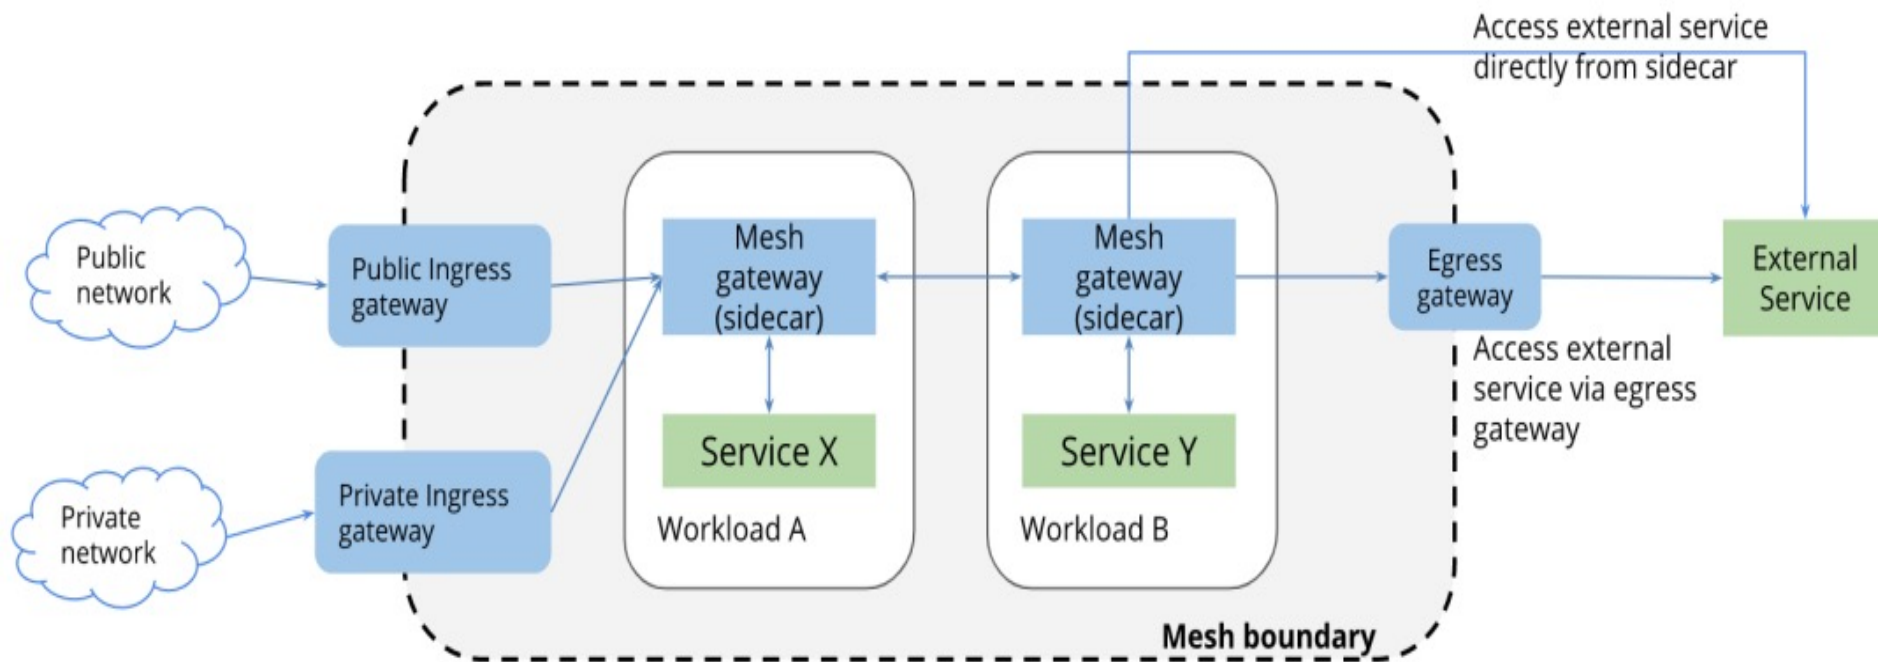 Access external service
directly from sidecar
Public
network
Public Ingress
gateway
Mesh
gateway
(sidecar)
Mesh
gateway
(sidecar)
Egress
gateway
External
Service
Access external
service via egress
gateway
Service X
Service Y
Private
network
Private Ingress
gateway
Workload A
Workload B
Mesh boundary